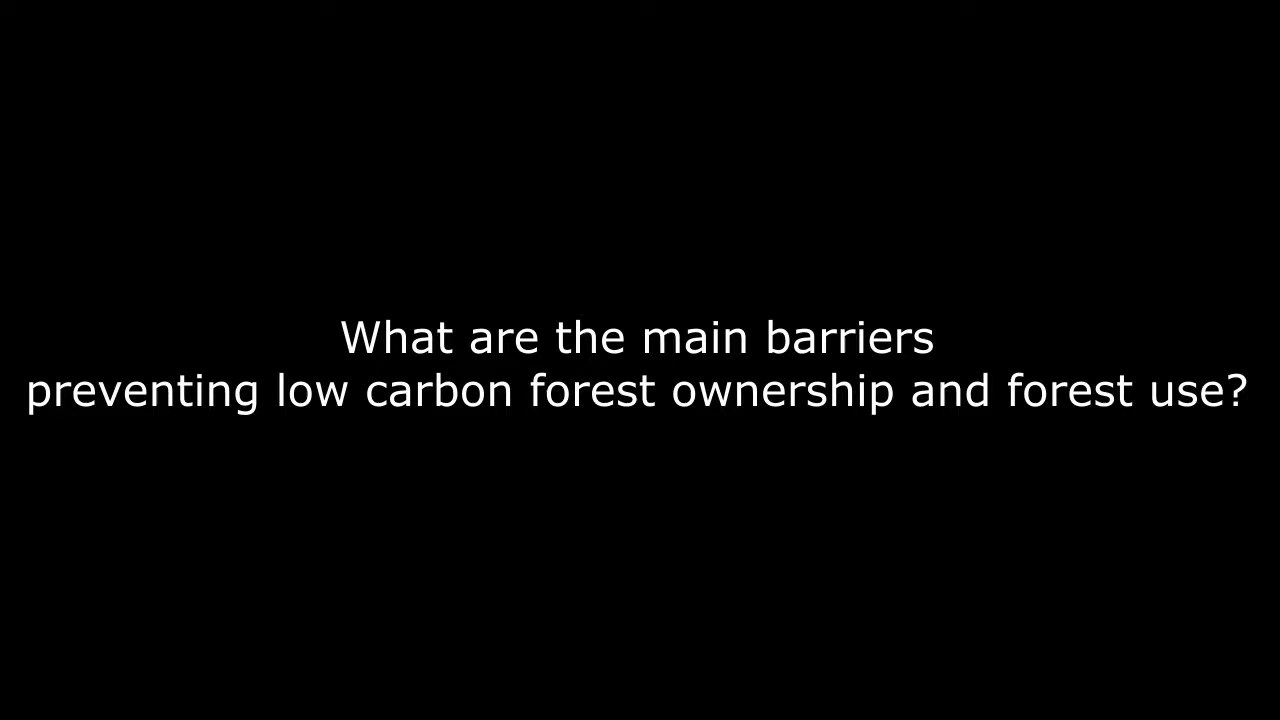 What are the main barriers
preventing low carbon forest ownership and forest use?